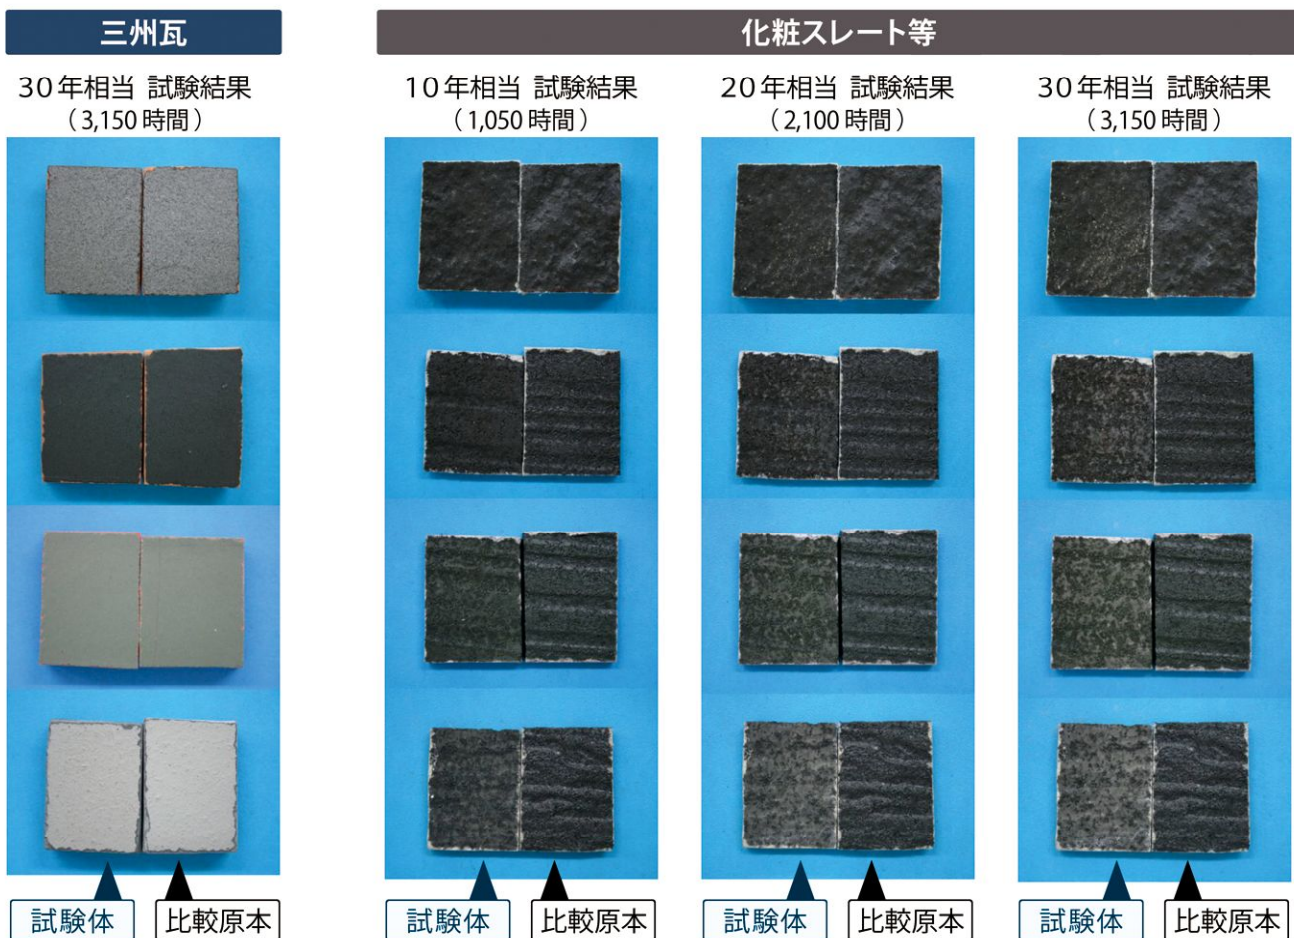 三州瓦
化粧スレート等
30年相当 試験結果
(3,150時間)
10年相当 試験結果
(1,050時間)
20年相当 試験結果
(2,100時間)
30年相当 試験結果
(3,150時間)
試験体
比較原本
試験体
比較原本
試験体
比較原本
試験体
比較原本